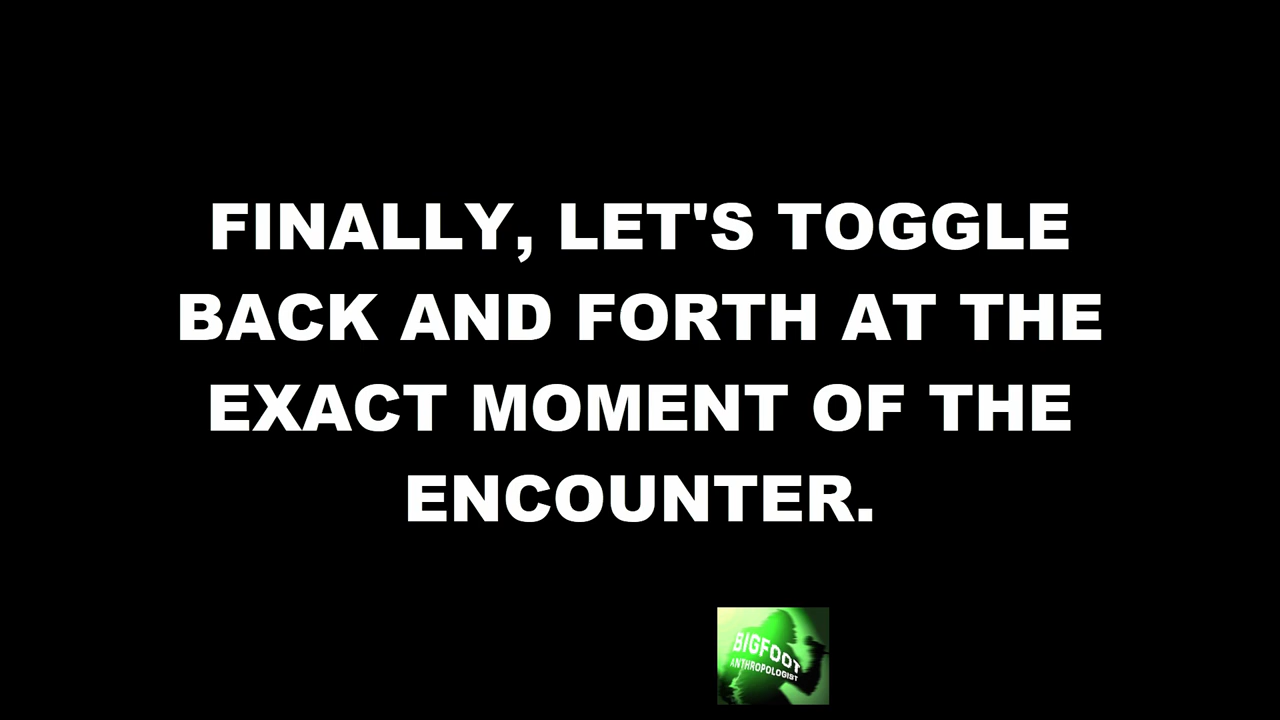 FINALLY, LET'S TOGGLE
BACK AND FORTH AT THE
EXACT MOMENT OF THE
ENCOUNTER.
BIGFOOT
ANTHROPOLOGIST